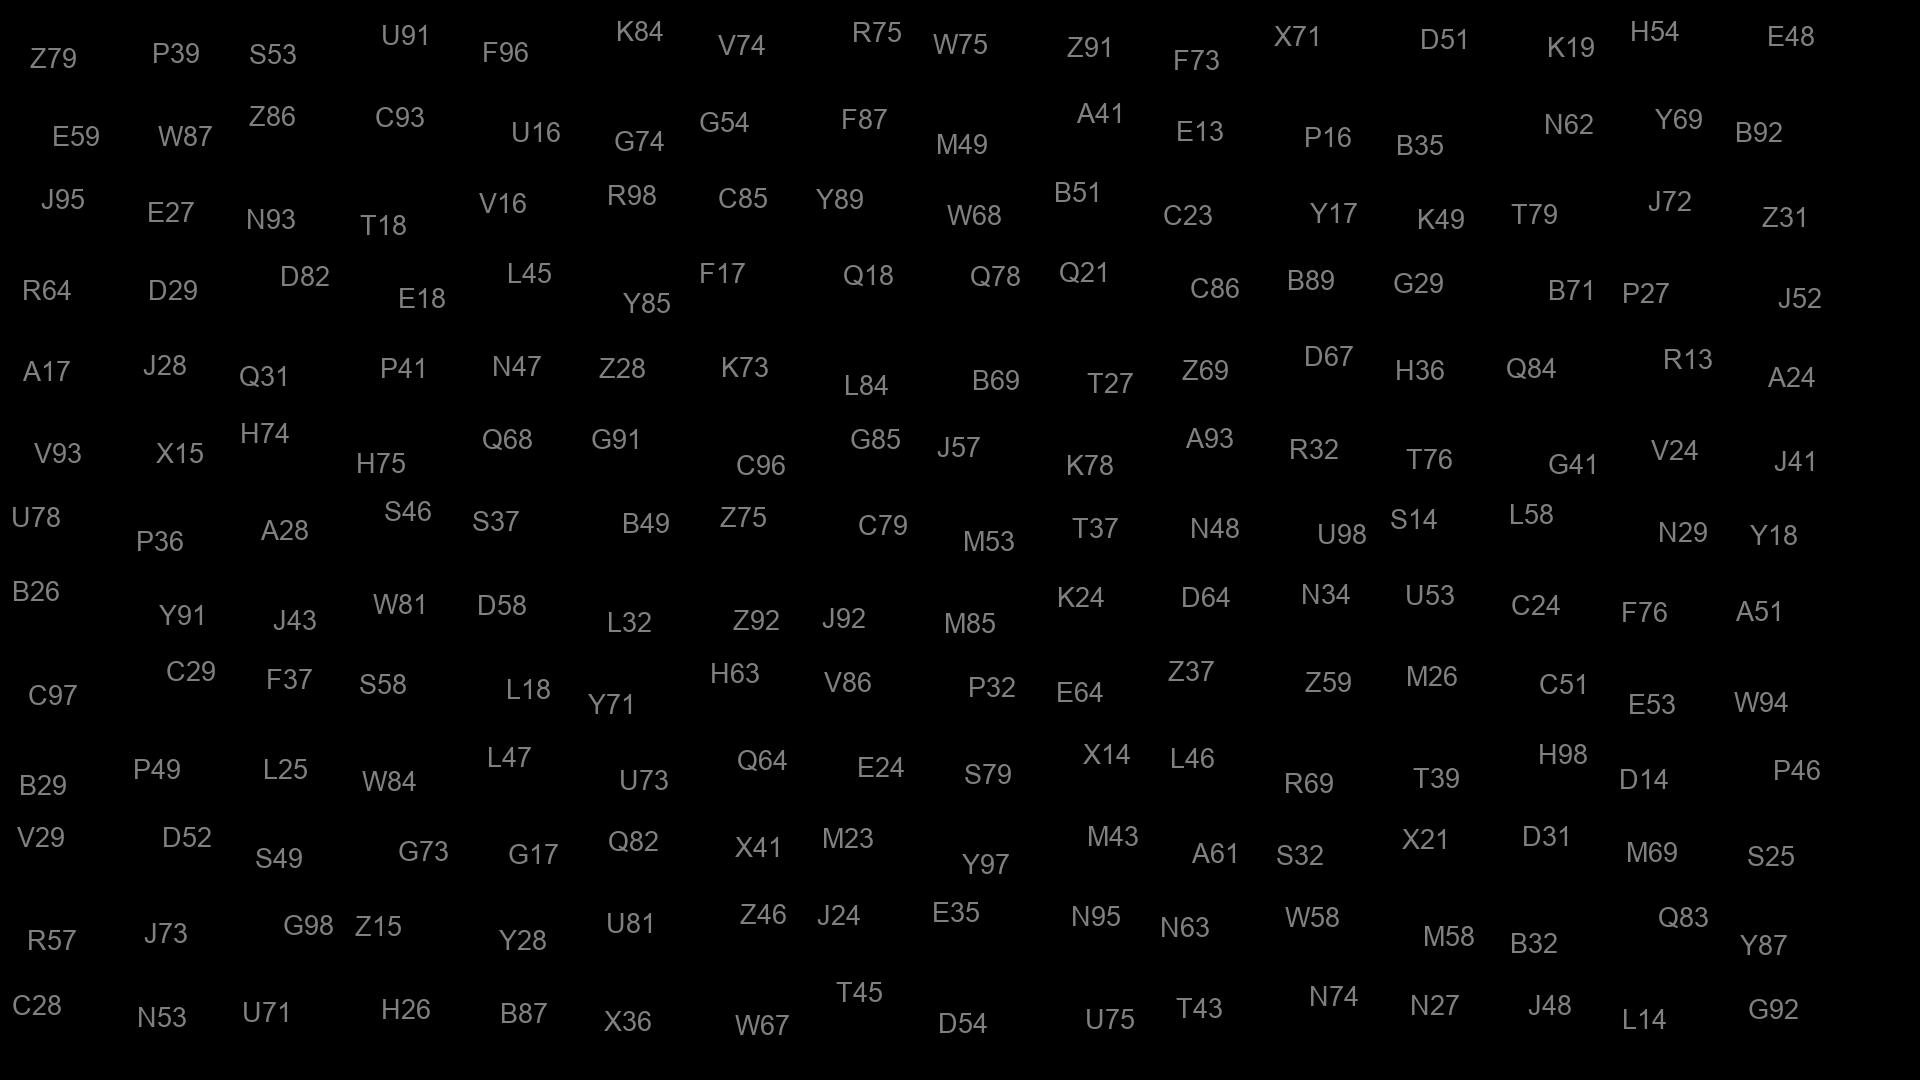 Z79 P39 S53 U91 F96 K84 V74 R75 W75 Z91 F73 X71 D51 K19 H54 E48
E59 W87 Z86 C93 U16 G74 G54 F87 M49 A41 E13 P16 B35 N62 Y69 B92
J95 E27 N93 T18 V16 R98 C85 Y89 W68 B51 C23 Y17 K49 T79 J72 Z31
R64 D29 D82 E18 L45 Y85 F17 Q18 Q78 Q21 C86 B89 G29 B71 P27 J52
A17 J28 Q31 P41 N47 Z28 K73 L84 B69 T27 Z69 D67 H36 Q84 R13 A24
V93 X15 H74 H75 Q68 G91 C96 G85 J57 K78 A93 R32 T76 G41 V24 J41
U78 P36 A28 S46 S37 B49 Z75 C79 M53 T37 N48 U98 S14 L58 N29 Y18
B26 Y91 J43 W81 D58 L32 Z92 J92 M85 K24 D64 N34 U53 C24 F76 A51
C97 C29 F37 S58 L18 Y71 H63 V86 P32 E64 Z37 Z59 M26 C51 E53 W94
B29 P49 L25 W84 L47 U73 Q64 E24 S79 X14 L46 R69 T39 H98 D14 P46
V29 D52 S49 G73 G17 Q82 X41 M23 Y97 M43 A61 S32 X21 D31 M69 S25
R57 J73 G98 Z15 Y28 U81 Z46 J24 E35 N95 N63 W58 M58 B32 Q83 Y87
C28 N53 U71 H26 B87 X36 W67 T45 D54 U75 T43 N74 N27 J48 L14 G92